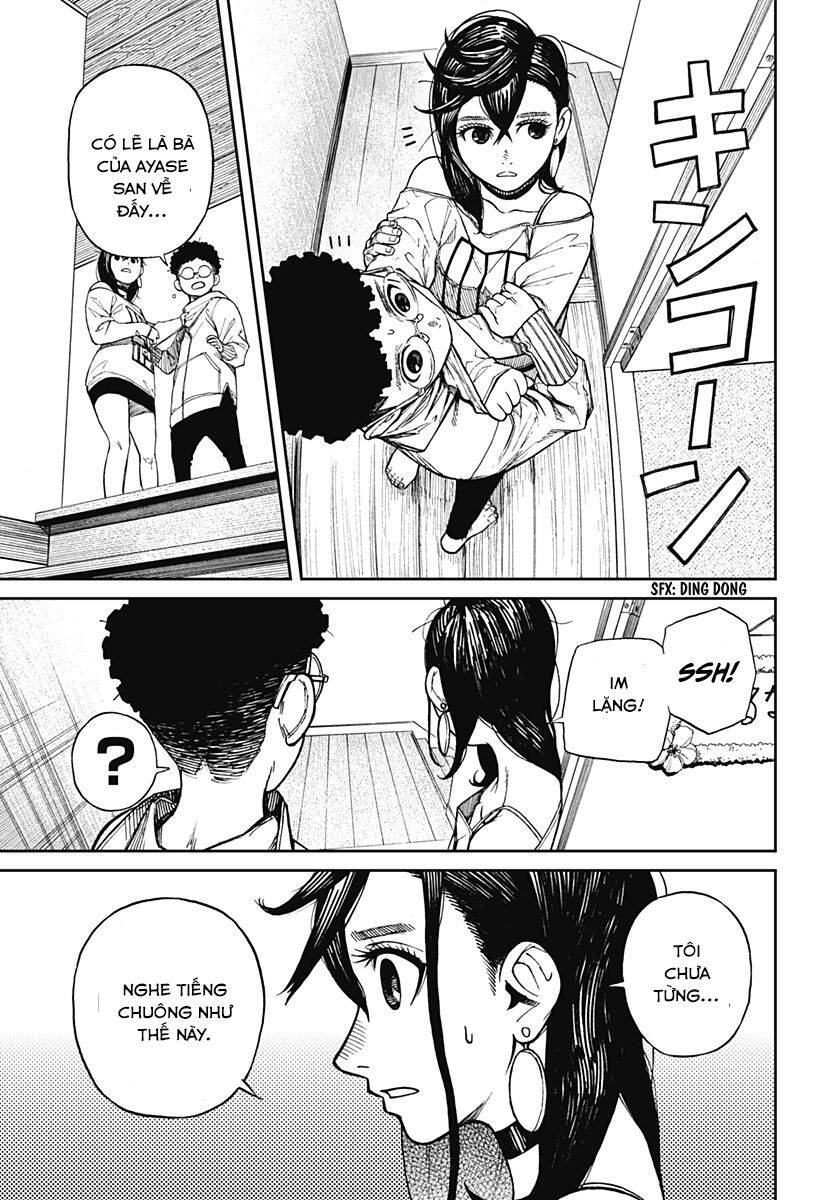 キンコーン
SFX: DING DONG
CÓ LẼ LÀ BÀ
CỦA AYASE
SAN VỀ
ĐẤY...
SSH!
IM
LẶNG!
?
TÔI
CHƯA
TỪNG...
NGHE TIẾNG
CHUÔNG NHƯ
THẾ NÀY.